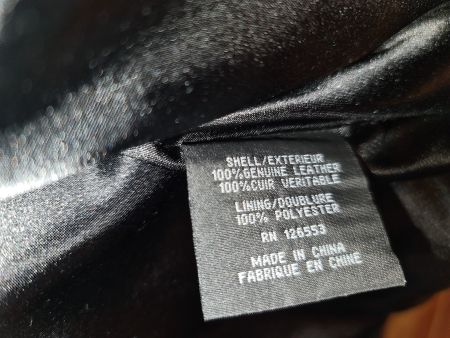 SHELL/EXTERIEUR
100%GENUINE LEATHER
100%CUIR VERITABLE
LINING/DOUBLURE
100% POLYESTER
RN 126553
MADE IN CHINA
FABRIQUE EN CHINE